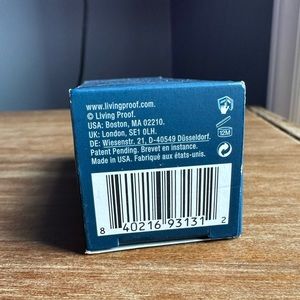 www.livingproof.com.
© Living Proof.
USA: Boston, MA 02210.
UK: London, SE1 0LH.
DE: Wiesenstr. 21, D-40549 Düsseldorf.
Patent Pending. Brevet en instance.
Made in USA. Fabriqué aux états-unis.
12M
8 40216 93131 2